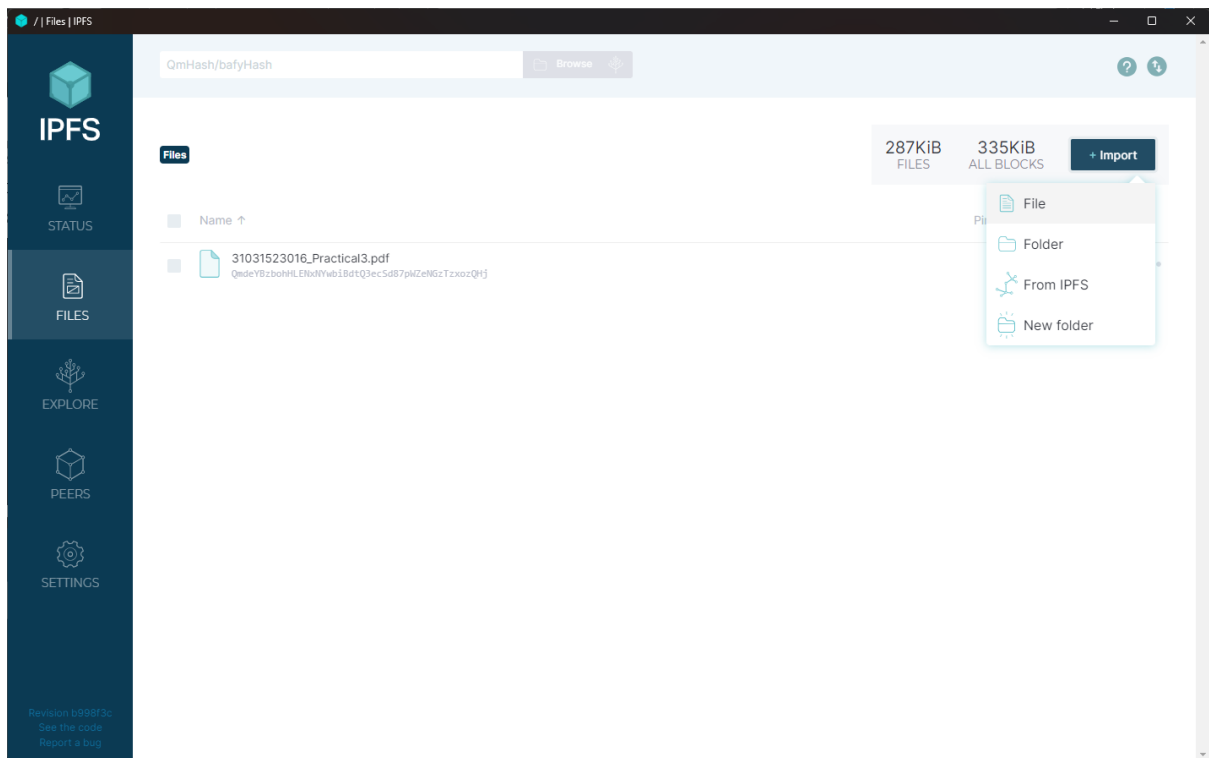 / | Files | IPFS
QmHash/bafyHash
Browse
IPFS
STATUS
FILES
EXPLORE
PEERS
SETTINGS
Revision b998f3c
See the code
Report a bug
Files
287KiB
FILES
335KiB
ALL BLOCKS
+ Import
Name ↑
31031523016_Practical3.pdf
QmdeYBzbohHLENxNYwbiBdtQ3ecSd87pWZeNGzTzxozQHj
File
Folder
From IPFS
New folder